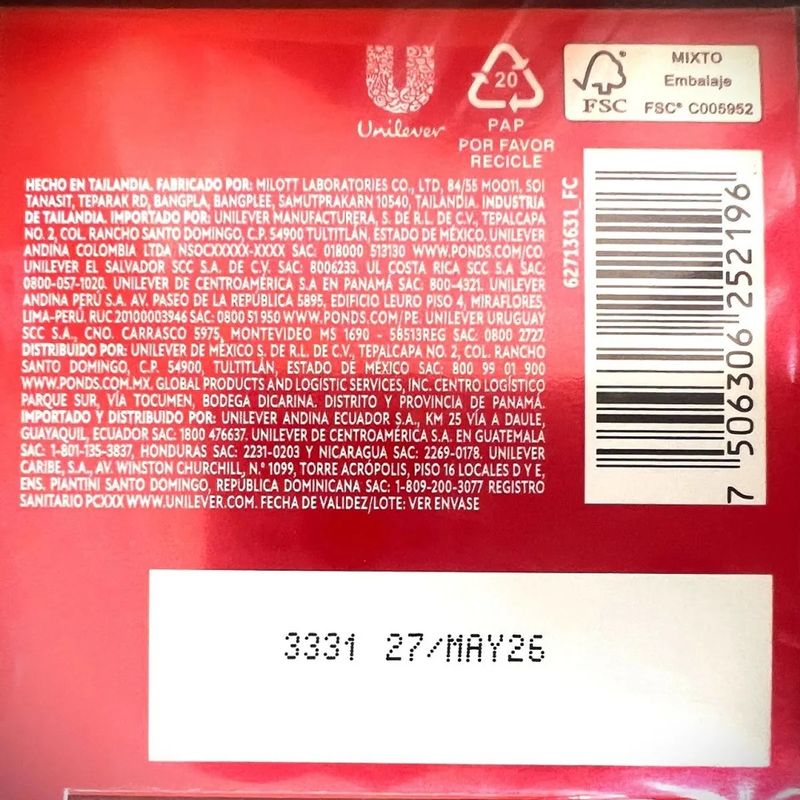 Unilever
20
PAP
POR FAVOR
RECICLE
FSC
MIXTO
Embalaje
FSC® C005952
HECHO EN TAILANDIA. FABRICADO POR: MILOTT LABORATORIES CO., LTD, 84/55 MOO11, SOI
TANASIT, TEPARAK RD, BANGPLA, BANGPLEE, SAMUTPRAKARN 10540, TAILANDIA. INDUSTRIA
DE TAILANDIA. IMPORTADO POR: UNILEVER MANUFACTURERA, S. DE R.L. DE C.V., TEPALCAPA
NO. 2, COL. RANCHO SANTO DOMINGO, C.P. 54900 TULTITLÁN, ESTADO DE MÉXICO. UNILEVER
ANDINA COLOMBIA LTDA NSOCXXXXX-XXXX SAC: 018000 513130 WWW.PONDS.COM/CO
UNILEVER EL SALVADOR SCC S.A. DE C.V. SAC: 8006233. UL COSTA RICA SCC S.A SAC:
0800-057-1020. UNILEVER DE CENTROAMÉRICA S.A EN PANAMÁ SAC: 800-4321. UNILEVER
ANDINA PERÚ S.A. AV. PASEO DE LA REPÚBLICA 5895, EDIFICIO LEURO PISO 4, MIRAFLORES,
LIMA-PERÚ. RUC 20100003946 SAC: 0800 51 950 WWW.PONDS.COM/PE. UNILEVER URUGUAY
SCC S.A., CNO. CARRASCO 5975, MONTEVIDEO MS 1690 - 58513REG SAC: 0800 2727.
DISTRIBUIDO POR: UNILEVER DE MÉXICO S. DE R.L. DE C.V., TEPALCAPA NO. 2, COL. RANCHO
SANTO DOMINGO, C.P. 54900, TULTITLÁN, ESTADO DE MÉXICO SAC: 800 99 01 900
WWW.PONDS.COM.MX. GLOBAL PRODUCTS AND LOGISTIC SERVICES, INC. CENTRO LOGÍSTICO
PARQUE SUR, VÍA TOCUMEN, BODEGA DICARINA. DISTRITO Y PROVINCIA DE PANAMÁ.
IMPORTADO Y DISTRIBUIDO POR: UNILEVER ANDINA ECUADOR S.A., KM 25 VÍA A DAULE,
GUAYAQUIL, ECUADOR SAC: 1800 476637. UNILEVER DE CENTROAMÉRICA S.A. EN GUATEMALA
SAC: 1-801-135-3837, HONDURAS SAC: 2231-0203 Y NICARAGUA SAC: 2269-0178. UNILEVER
CARIBE, S.A., AV. WINSTON CHURCHILL, N.° 1099, TORRE ACRÓPOLIS, PISO 16 LOCALES D Y E,
ENS. PIANTINI SANTO DOMINGO, REPÚBLICA DOMINICANA SAC: 1-809-200-3077 REGISTRO
SANITARIO PCXXX WWW.UNILEVER.COM. FECHA DE VALIDEZ/LOTE: VER ENVASE
62713631_FC
7 506306 252196
3331 27/MAY26